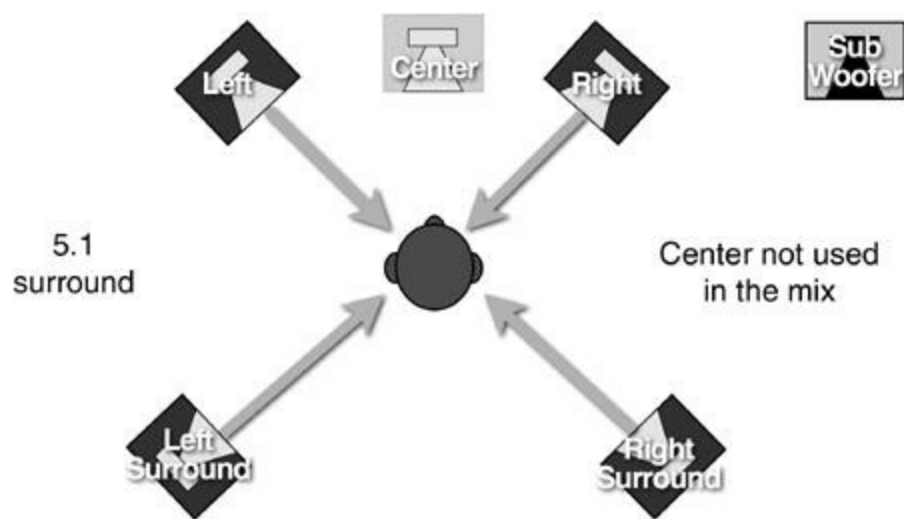 Left
Center
Right
Sub
Woofer
5.1
surround
Center not used
in the mix
Left
Surround
Right
Surround